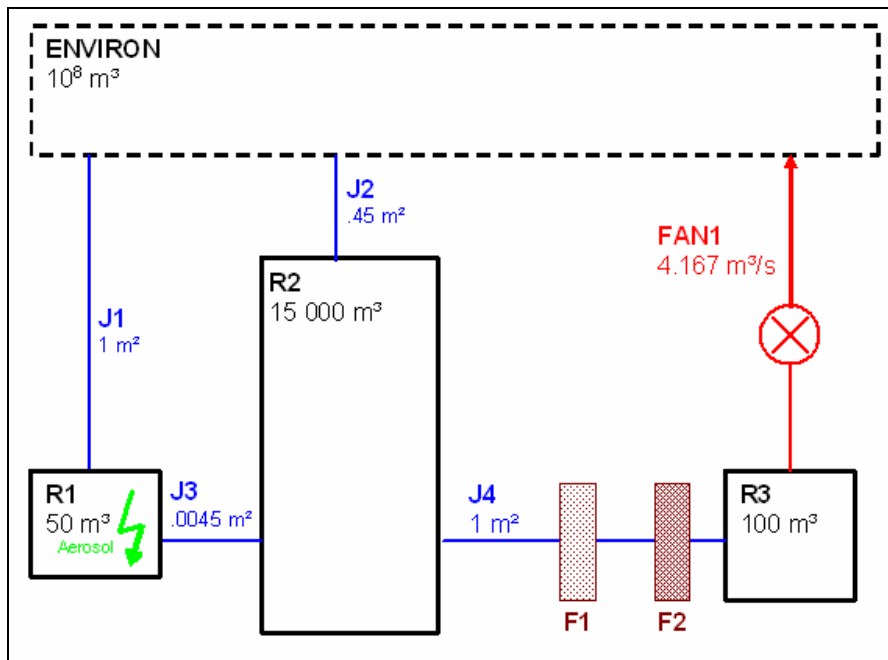 ENVIRON
10⁸ m³
J2
.45 m²
FAN1
4.167 m³/s
R2
15 000 m³
J1
1 m²
R1
50 m³
Aerosol
J3
.0045 m²
J4
1 m²
R3
100 m³
F1
F2